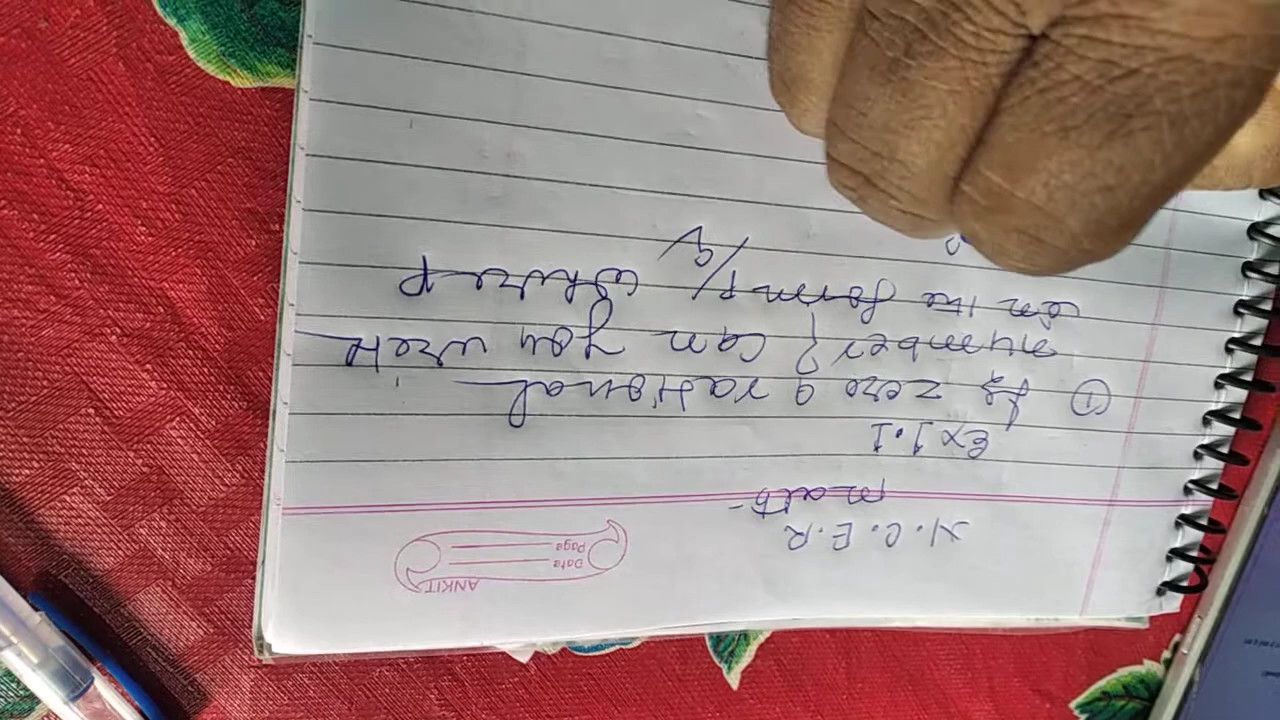 ANKIT
Date
Page
N. C. E. R
math
Ex 1.1
① Is zero a rational
number? can you write
in the form p/q where p